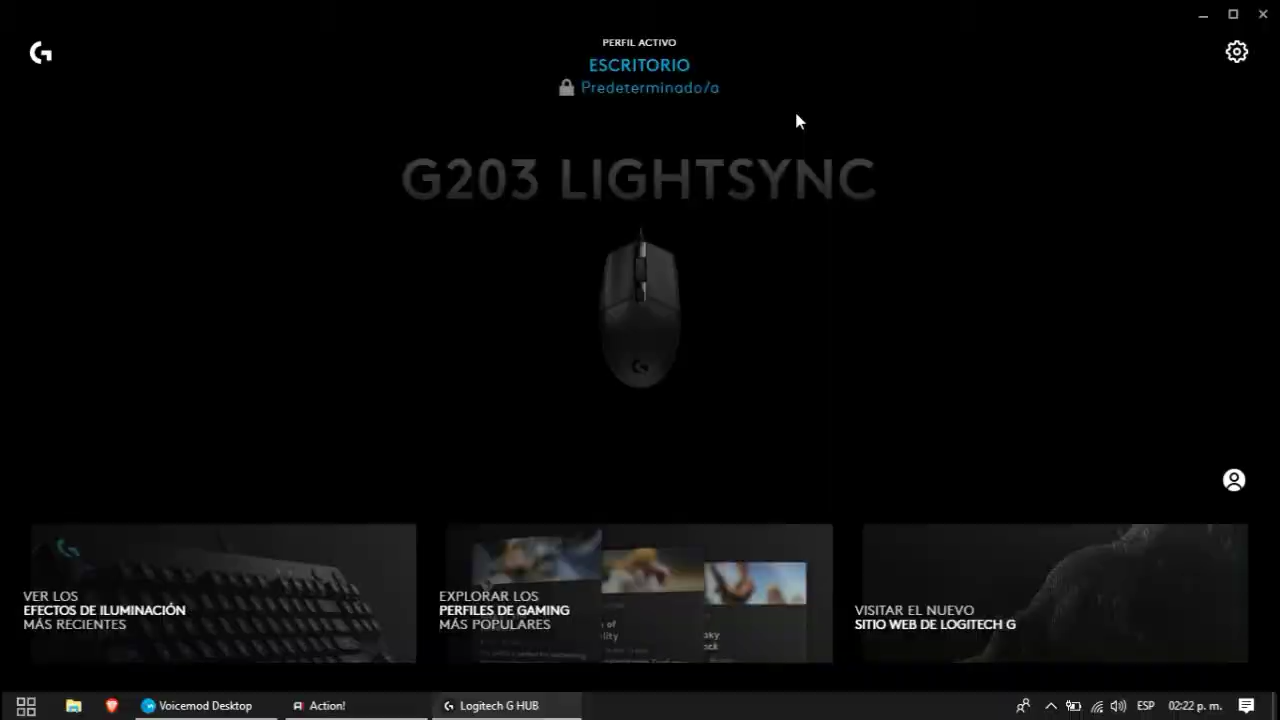 PERFIL ACTIVO
ESCRITORIO
Predeterminado/a
G203 LIGHTSYNC
VER LOS
EFECTOS DE ILUMINACIÓN
MÁS RECIENTES
EXPLORAR LOS
PERFILES DE GAMING
MÁS POPULARES
VISITAR EL NUEVO
SITIO WEB DE LOGITECH G
Voicemod Desktop
Action!
Logitech G HUB
ESP
02:22 p. m.